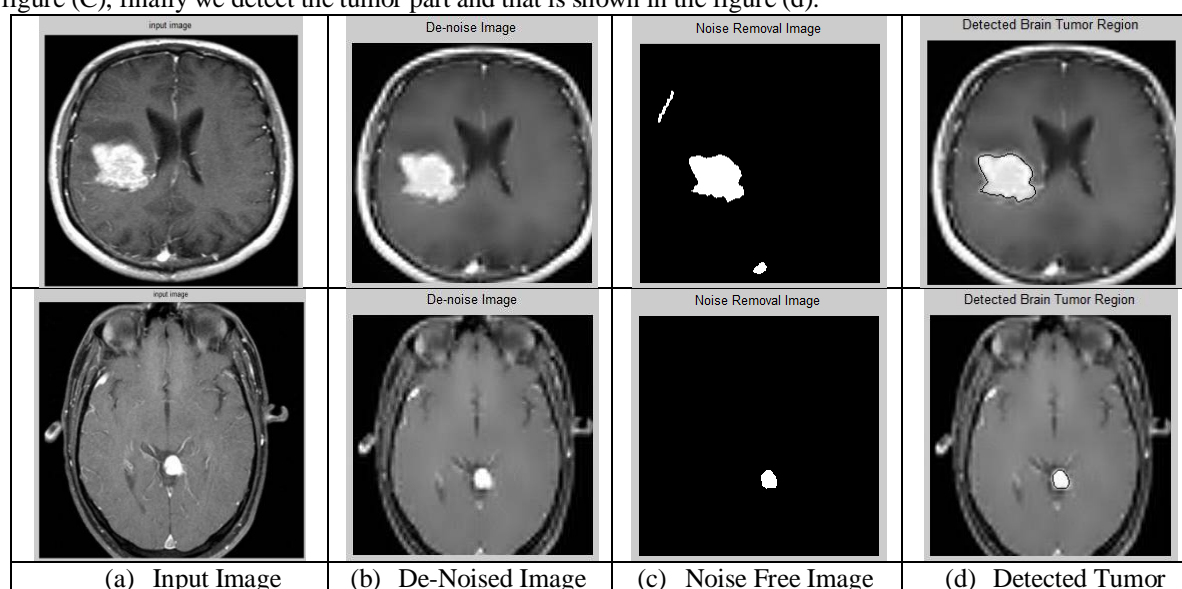 figure (C), finally we detect the tumor part and that is shown in the figure (d).
input image
De-noise Image
Noise Removal Image
Detected Brain Tumor Region
input image
De-noise Image
Noise Removal Image
Detected Brain Tumor Region
(a) Input Image
(b) De-Noised Image
(c) Noise Free Image
(d) Detected Tumor